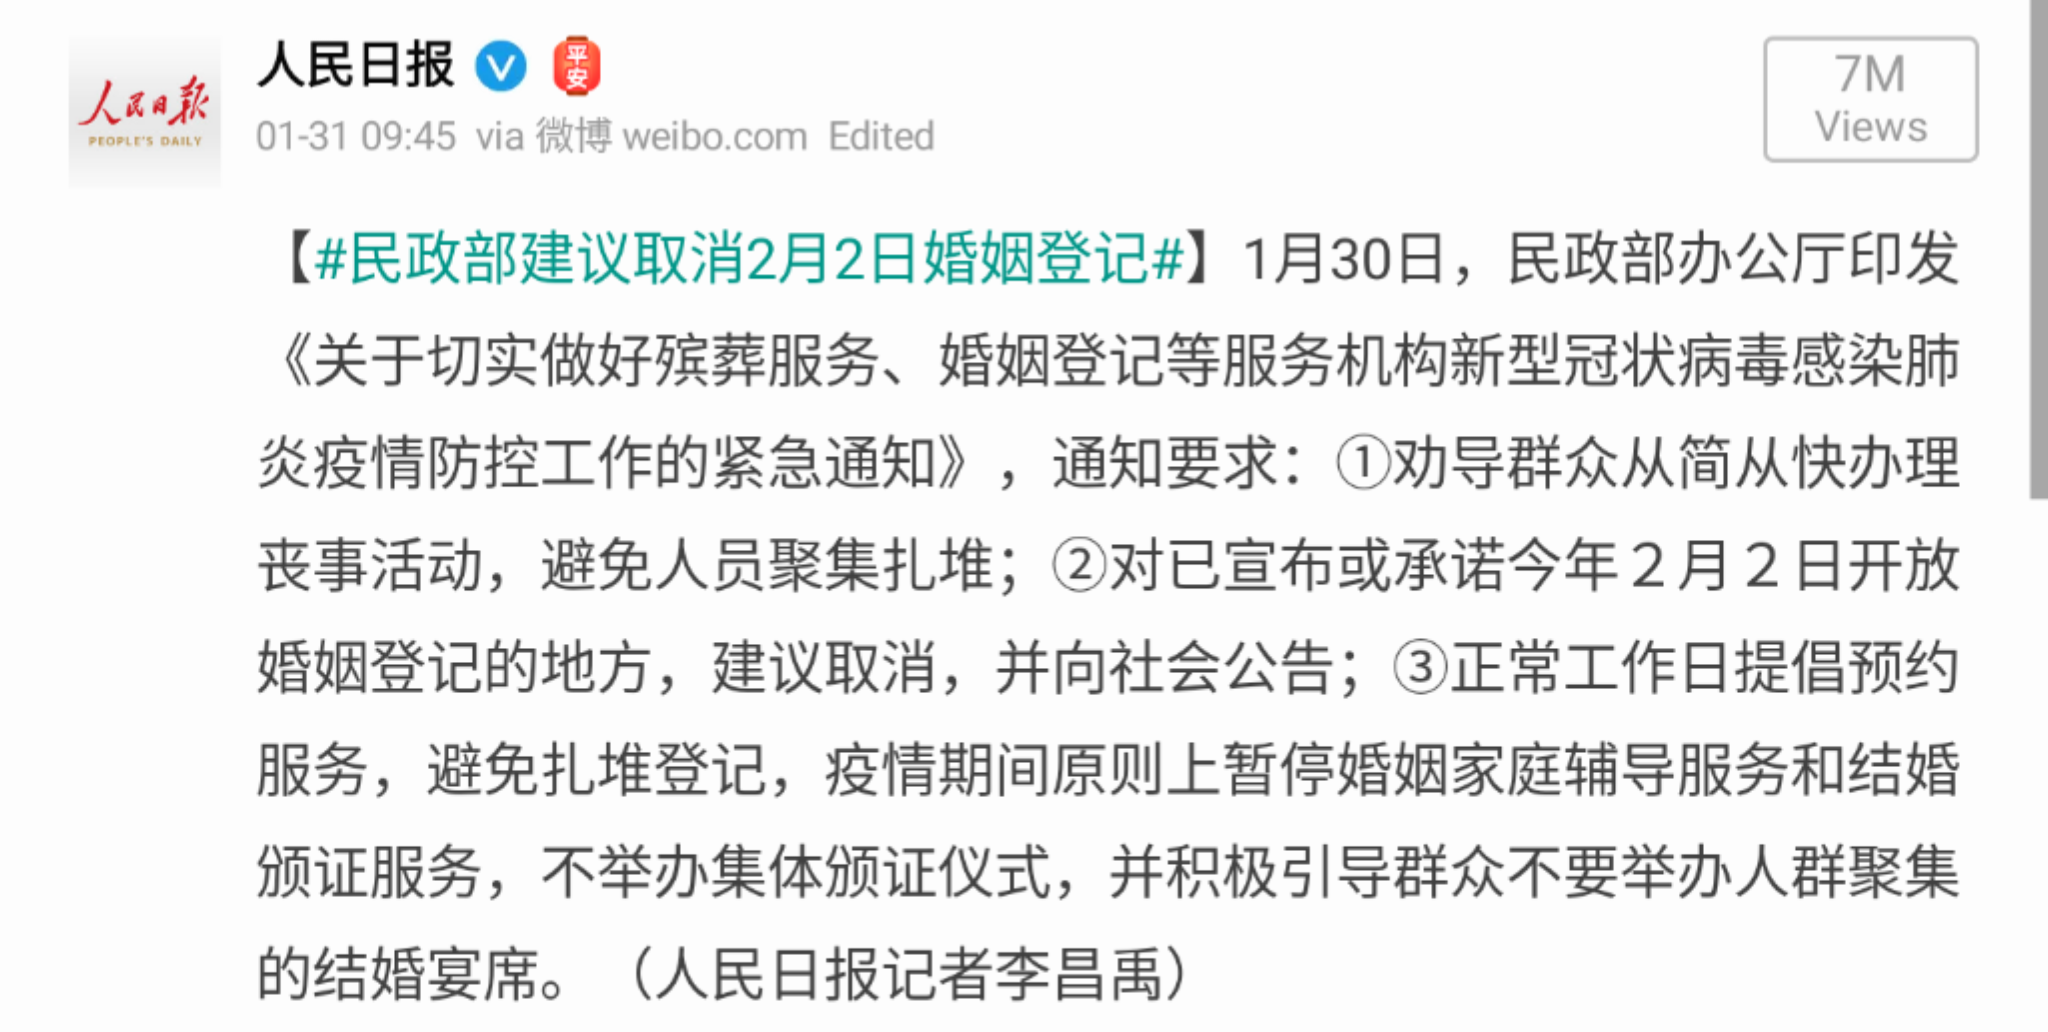 人民日报
平安
人民日報
PEOPLE'S DAILY
01-31 09:45 via 微博 weibo.com Edited
7M
Views
【#民政部建议取消2月2日婚姻登记#】1月30日，民政部办公厅印发
《关于切实做好殡葬服务、婚姻登记等服务机构新型冠状病毒感染肺
炎疫情防控工作的紧急通知》，通知要求：①劝导群众从简从快办理
丧事活动，避免人员聚集扎堆；②对已宣布或承诺今年２月２日开放
婚姻登记的地方，建议取消，并向社会公告；③正常工作日提倡预约
服务，避免扎堆登记，疫情期间原则上暂停婚姻家庭辅导服务和结婚
颁证服务，不举办集体颁证仪式，并积极引导群众不要举办人群聚集
的结婚宴席。（人民日报记者李昌禹）